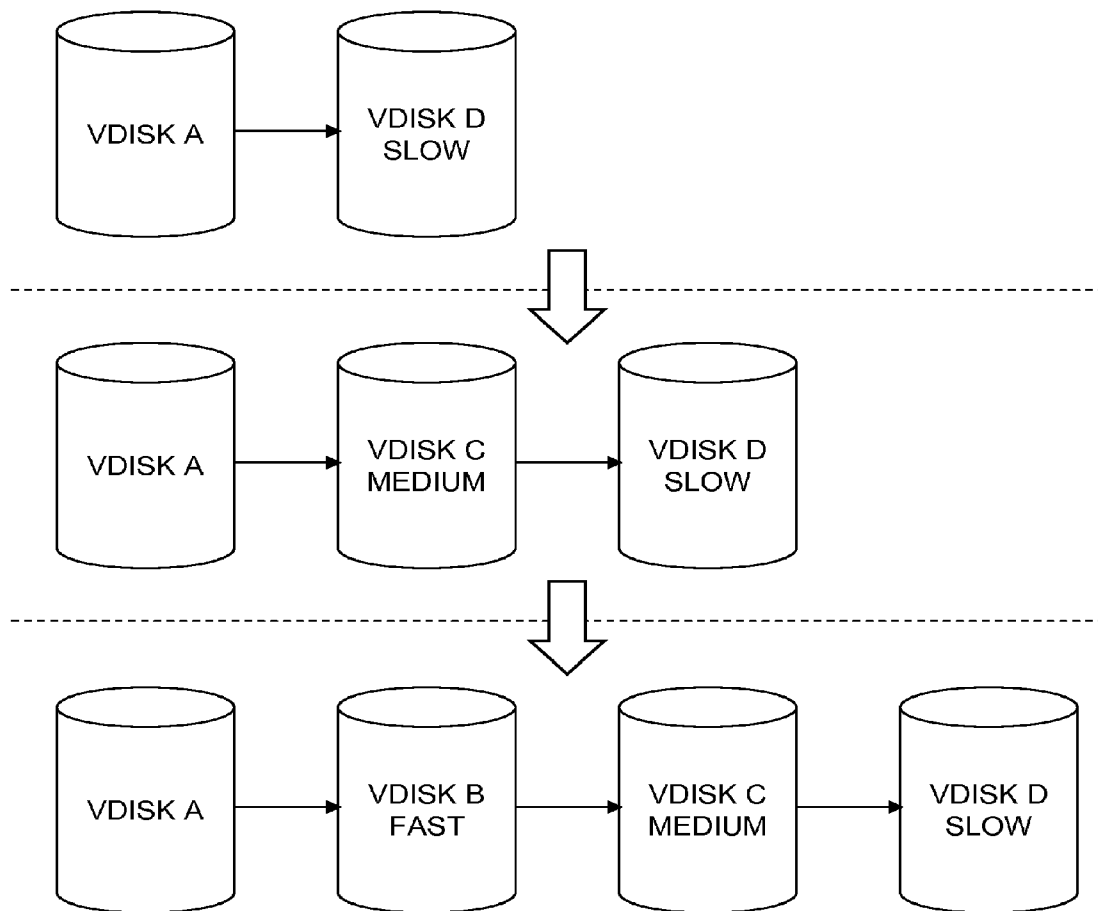 VDISK A
VDISK D
SLOW
VDISK A
VDISK C
MEDIUM
VDISK D
SLOW
VDISK A
VDISK B
FAST
VDISK C
MEDIUM
VDISK D
SLOW